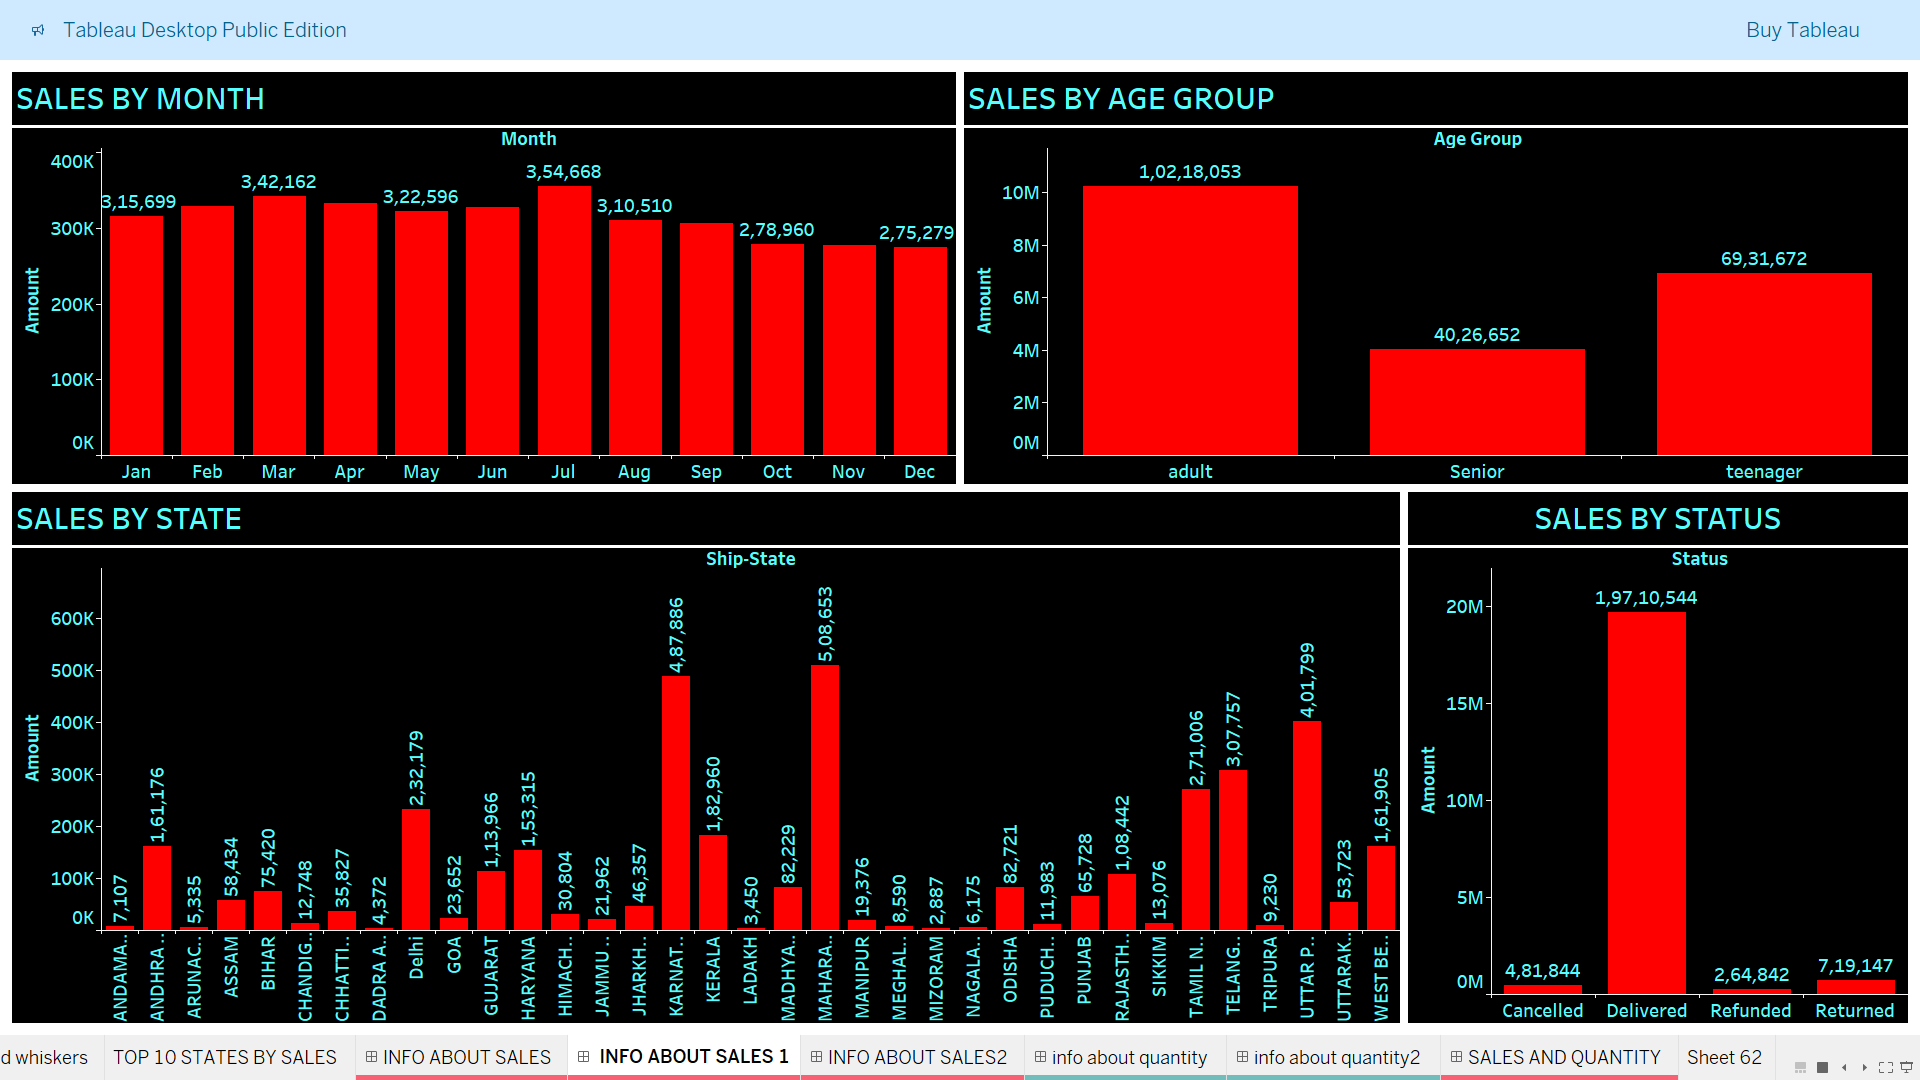 Tableau Desktop Public Edition
Buy Tableau
SALES BY MONTH
Month
Amount
400K
300K
200K
100K
0K
3,15,699
3,42,162
3,22,596
3,54,668
3,10,510
2,78,960
2,75,279
Jan Feb Mar Apr May Jun Jul Aug Sep Oct Nov Dec
SALES BY AGE GROUP
Age Group
Amount
10M
8M
6M
4M
2M
0M
1,02,18,053
40,26,652
69,31,672
adult Senior teenager
SALES BY STATE
Ship-State
Amount
600K
500K
400K
300K
200K
100K
0K
7,107
1,61,176
5,335
58,434
75,420
12,748
35,827
4,372
2,32,179
23,652
1,13,966
1,53,315
30,804
21,962
46,357
4,87,886
1,82,960
3,450
82,229
5,08,653
19,376
8,590
2,887
6,175
82,721
11,983
65,728
1,08,442
13,076
2,71,006
3,07,757
9,230
4,01,799
53,723
1,61,905
ANDAMA..
ANDHRA ..
ARUNAC..
ASSAM
BIHAR
CHANDIG..
CHHATTI..
DADRA A..
Delhi
GOA
GUJARAT
HARYANA
HIMACH..
JAMMU ..
JHARKH..
KARNAT..
KERALA
LADAKH
MADHYA..
MAHARA..
MANIPUR
MEGHAL..
MIZORAM
NAGALA..
ODISHA
PUDUCH..
PUNJAB
RAJASTH..
SIKKIM
TAMIL N..
TELANG..
TRIPURA
UTTAR P..
UTTARAK..
WEST BE..
SALES BY STATUS
Status
Amount
20M
15M
10M
5M
0M
4,81,844
1,97,10,544
2,64,842
7,19,147
Cancelled Delivered Refunded Returned
d whiskers TOP 10 STATES BY SALES INFO ABOUT SALES INFO ABOUT SALES 1 INFO ABOUT SALES2 info about quantity info about quantity2 SALES AND QUANTITY Sheet 62